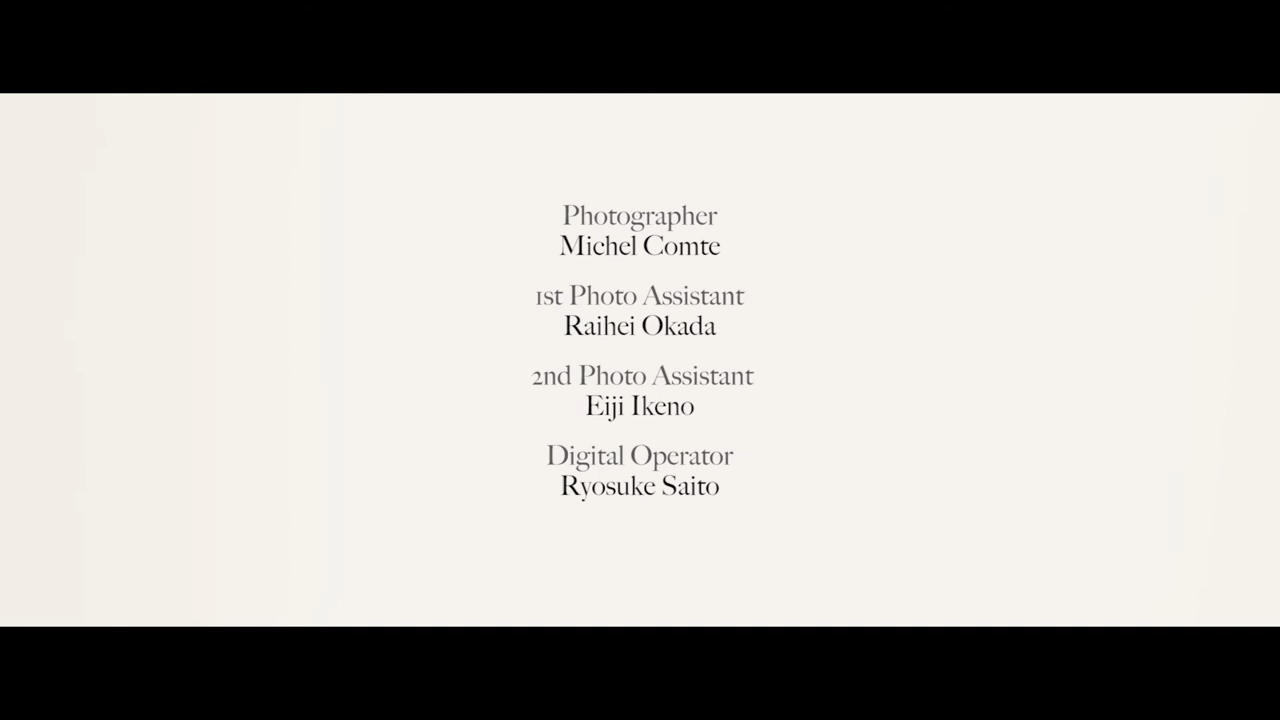 Photographer
Michel Comte
1st Photo Assistant
Raihei Okada
2nd Photo Assistant
Eiji Ikeno
Digital Operator
Ryosuke Saito